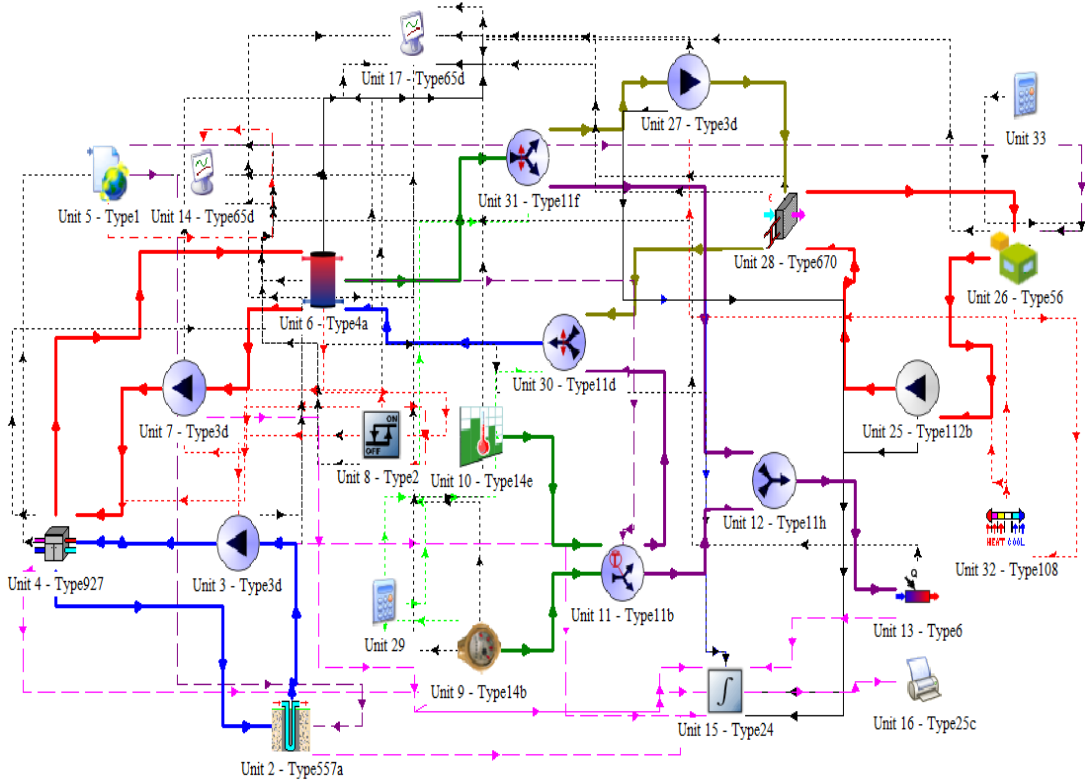 Unit 17 - Type65d
Unit 27 - Type3d
Unit 33
Unit 5 - Type1
Unit 14 - Type65d
Unit 31 - Type11f
C
Unit 28 - Type670
Unit 26 - Type56
Unit 6 - Type4a
Unit 30 - Type11d
Unit 7 - Type3d
Unit 25 - Type112b
ON
OFF
Unit 8 - Type2
Unit 10 - Type14e
Unit 12 - Type11h
HEAT COOL
Unit 4 - Type927
Unit 3 - Type3d
T
Unit 32 - Type108
Q
Unit 11 - Type11b
Unit 29
Unit 13 - Type6
Unit 9 - Type14b
∫
Unit 15 - Type24
Unit 16 - Type25c
Unit 2 - Type557a